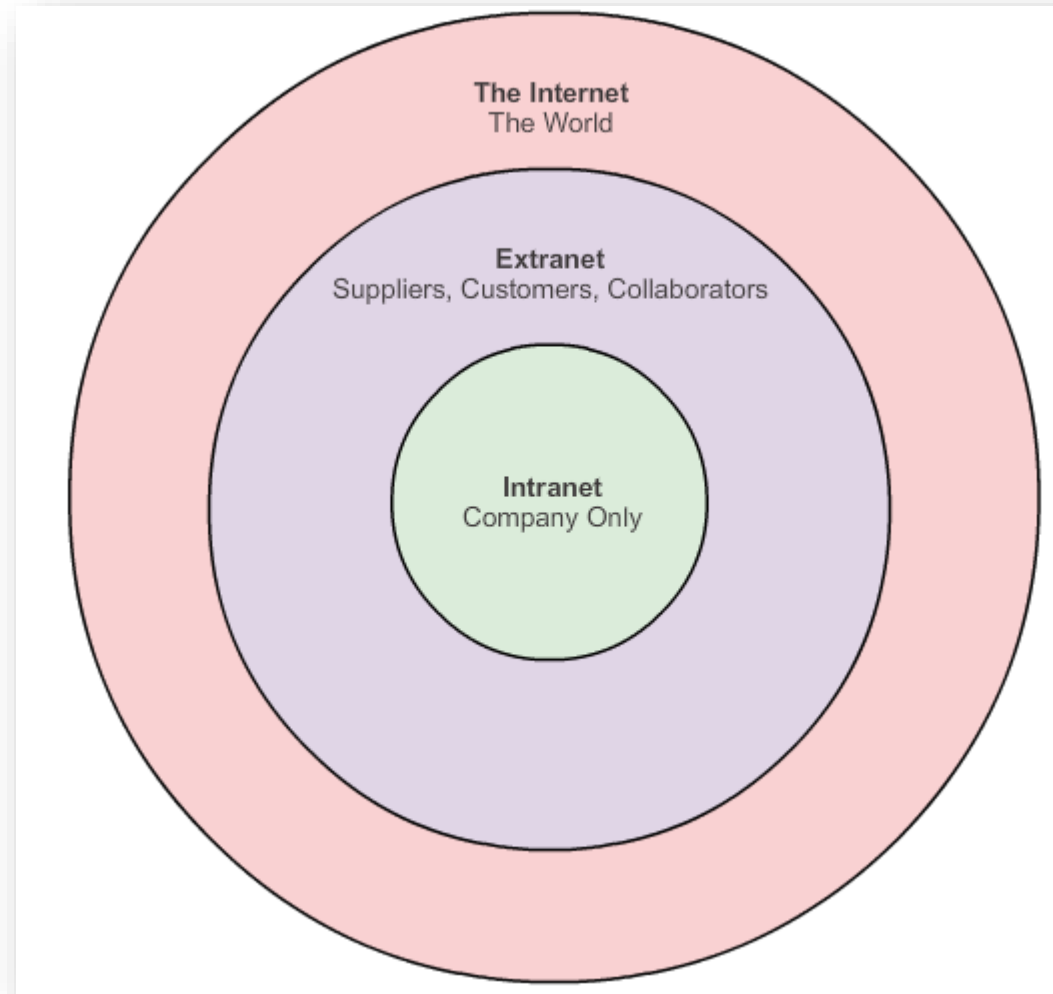 The Internet
The World
Extranet
Suppliers, Customers, Collaborators
Intranet
Company Only